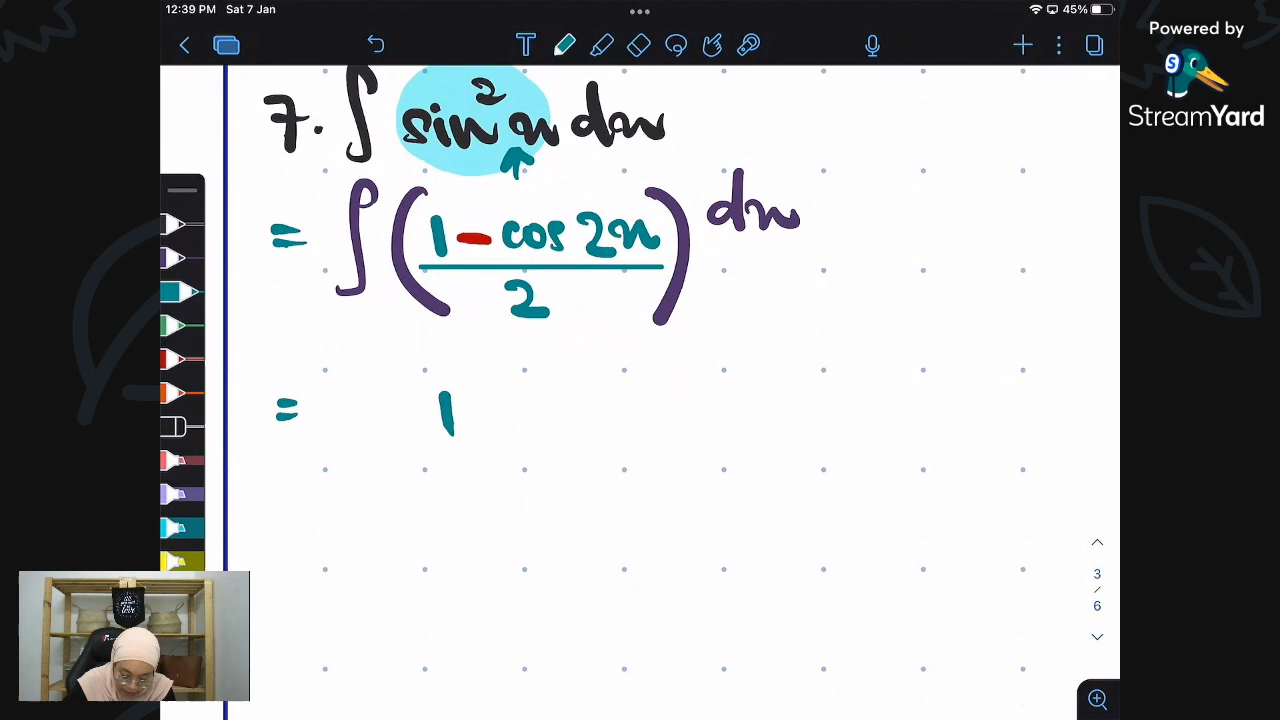 12:39 PM Sat 7 Jan
45%
Powered by
S
StreamYard
T
7. ∫ sin² x dx
= ∫ (1 - cos 2x / 2) dx
= 1
3
/
6